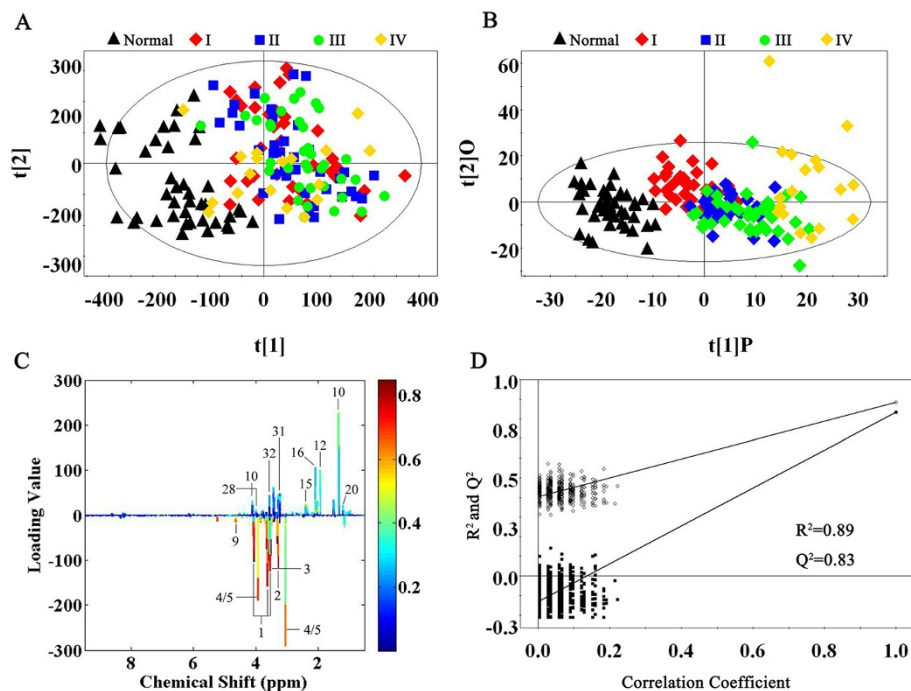 A
Normal I II III IV
300
200
0
-200
-300
t[2]
-400 -200 -100 0 100 200 400
t[1]
B
Normal I II III IV
60
40
20
0
-20
t[2]O
-30 -20 -10 0 10 20 30
t[1]P
C
300
200
100
0
-100
-200
-300
Loading Value
10
31
32
16
12
10
28
15
20
9
3
2
4/5
1
4/5
8 6 4 2
Chemical Shift (ppm)
0.8
0.6
0.4
0.2
D
1.0
0.8
0.5
0.3
0
-0.3
R² and Q²
R²=0.89
Q²=0.83
0.0 0.2 0.4 0.6 0.8 1.0
Correlation Coefficient